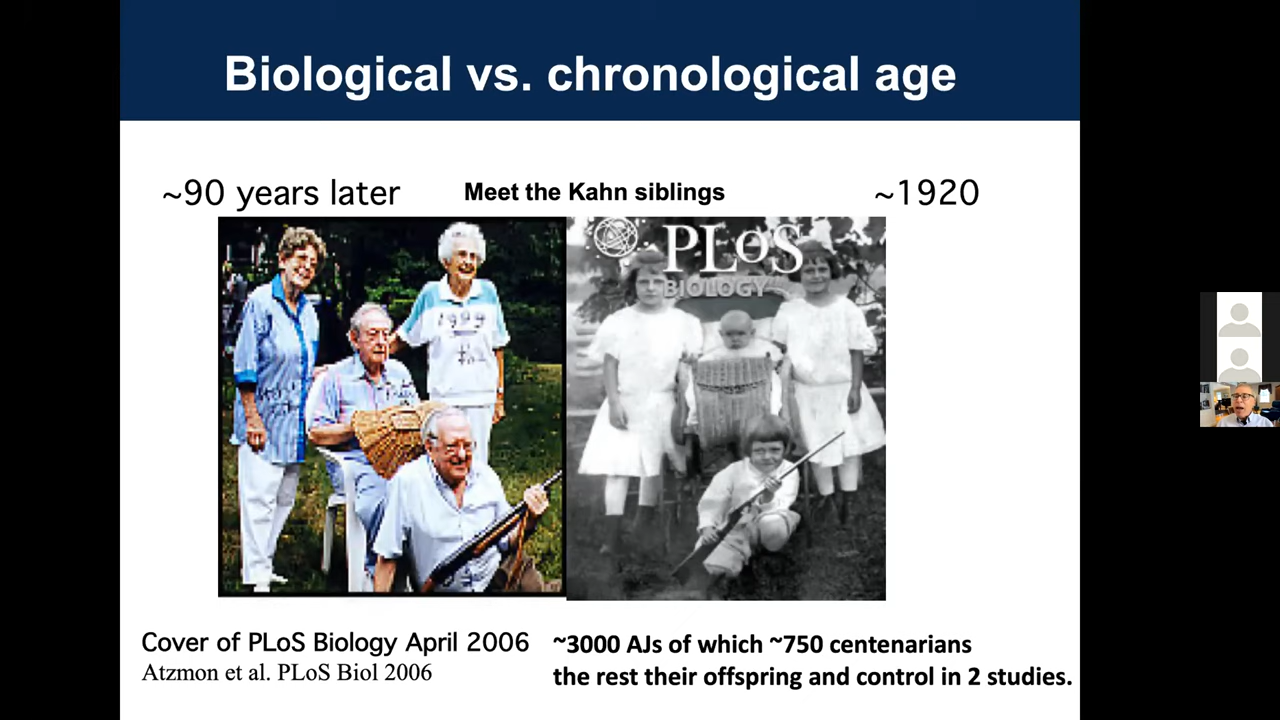 Biological vs. chronological age
~90 years later
Meet the Kahn siblings
~1920
1999
PLoS
BIOLOGY
Cover of PLoS Biology April 2006
Atzmon et al. PLoS Biol 2006
~3000 AJs of which ~750 centenarians
the rest their offspring and control in 2 studies.